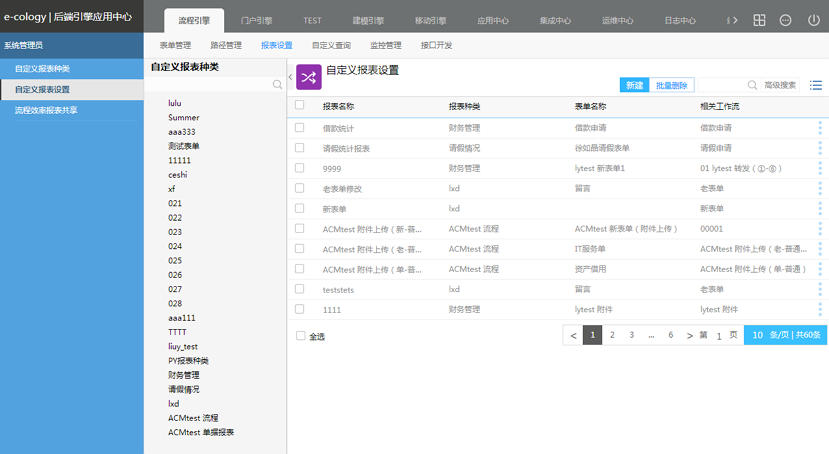 e-cology | 后端引擎应用中心
流程引擎 门户引擎 TEST 建模引擎 移动引擎 应用中心 集成中心 运维中心 日志中心
系统管理员
表单管理 路径管理 报表设置 自定义查询 监控管理 接口开发
自定义报表种类
自定义报表设置
流程效率报表共享
自定义报表种类
lulu
Summer
aaa333
测试表单
11111
ceshi
xf
021
022
023
024
025
026
027
028
aaa111
TTTT
liuy_test
PY报表种类
财务管理
请假情况
lxd
ACMtest 流程
ACMtest 单据报表
自定义报表设置
新建 批量删除 高级搜索
报表名称 报表种类 表单名称 相关工作流
借款统计 财务管理 借款申请 借款申请
请假统计报表 请假情况 徐如晶请假表单 请假申请
9999 财务管理 lytest 新表单1 01 lytest 转发（①-⑥）
老表单修改 lxd 留言 老表单
新表单 lxd 新表单
ACMtest 附件上传（新-普... ACMtest 流程 ACMtest 新表单（附件上传） 00001
ACMtest 附件上传（老-普... ACMtest 流程 IT服务单 ACMtest 附件上传（老-普通...
ACMtest 附件上传（单-普... ACMtest 流程 资产借用 ACMtest 附件上传（单-普通）
teststets lxd 留言 老表单
1111 财务管理 lytest 附件 lytest 附件
全选
< 1 2 3 ... 6 > 第 1 页 10 条/页 | 共60条